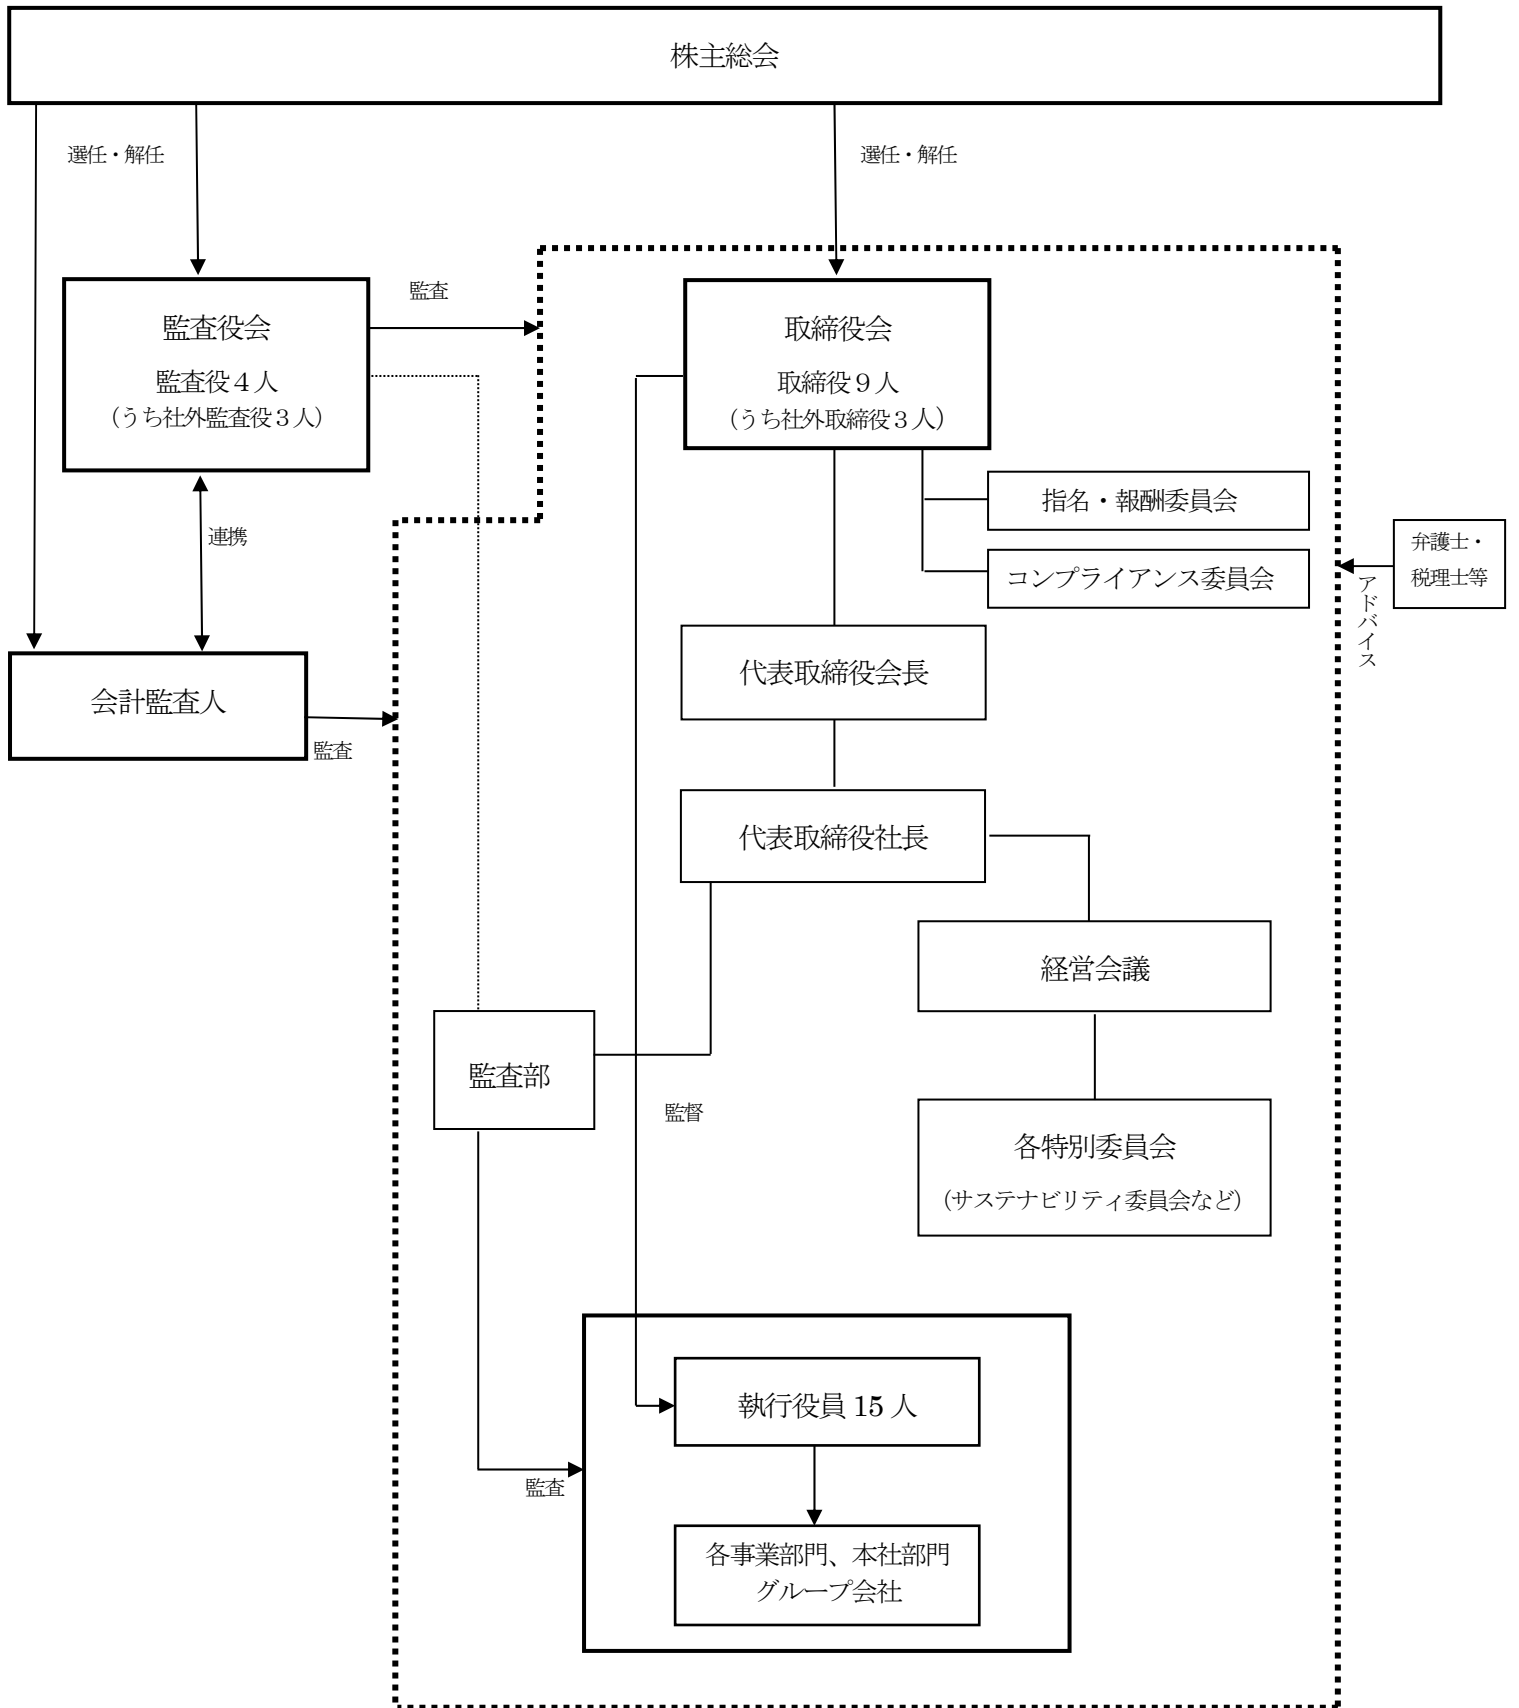 株主総会
選任・解任
選任・解任
監査
監査役会
監査役４人
（うち社外監査役３人）
取締役会
取締役９人
（うち社外取締役３人）
指名・報酬委員会
コンプライアンス委員会
弁護士・
税理士等
アドバイス
連携
会計監査人
監査
代表取締役会長
代表取締役社長
経営会議
監査部
監督
各特別委員会
（サステナビリティ委員会など）
執行役員 15 人
監査
各事業部門、本社部門
グループ会社